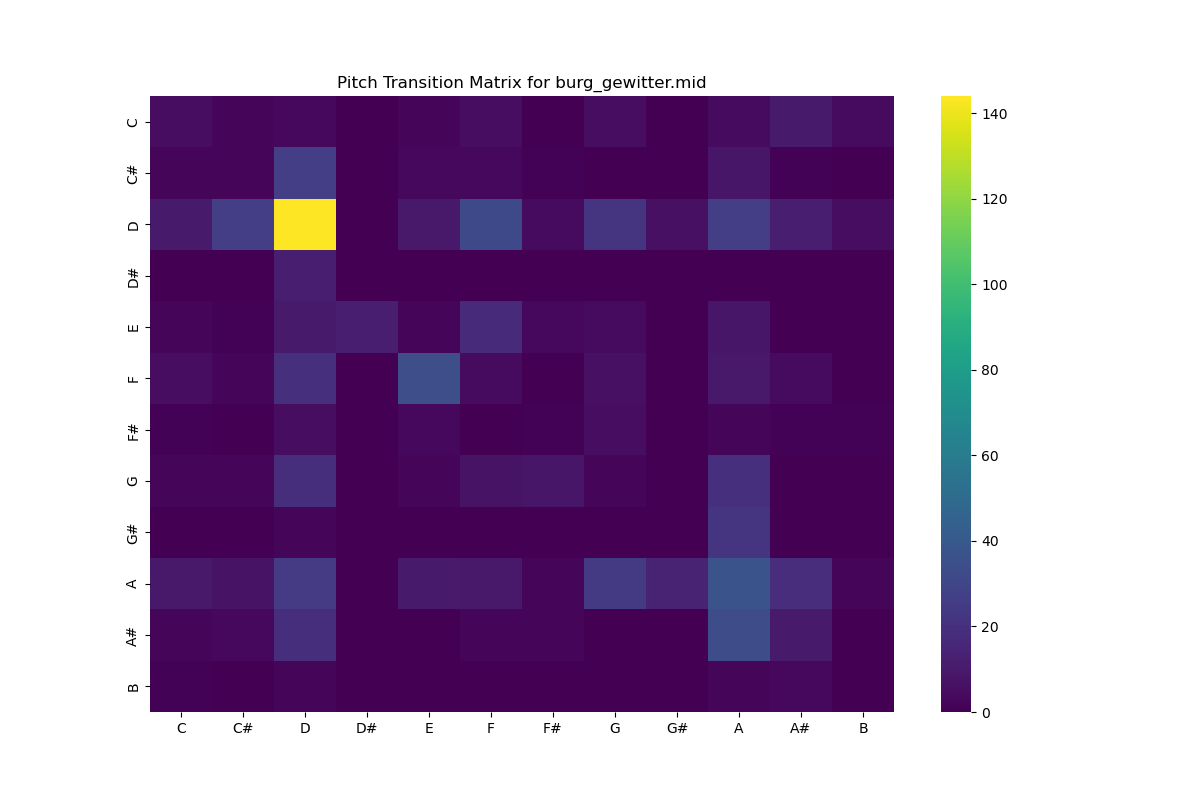 Pitch Transition Matrix for burg_gewitter.mid
C
C#
D
D#
E
F
F#
G
G#
A
A#
B
C C# D D# E F F# G G# A A# B
140
120
100
80
60
40
20
0